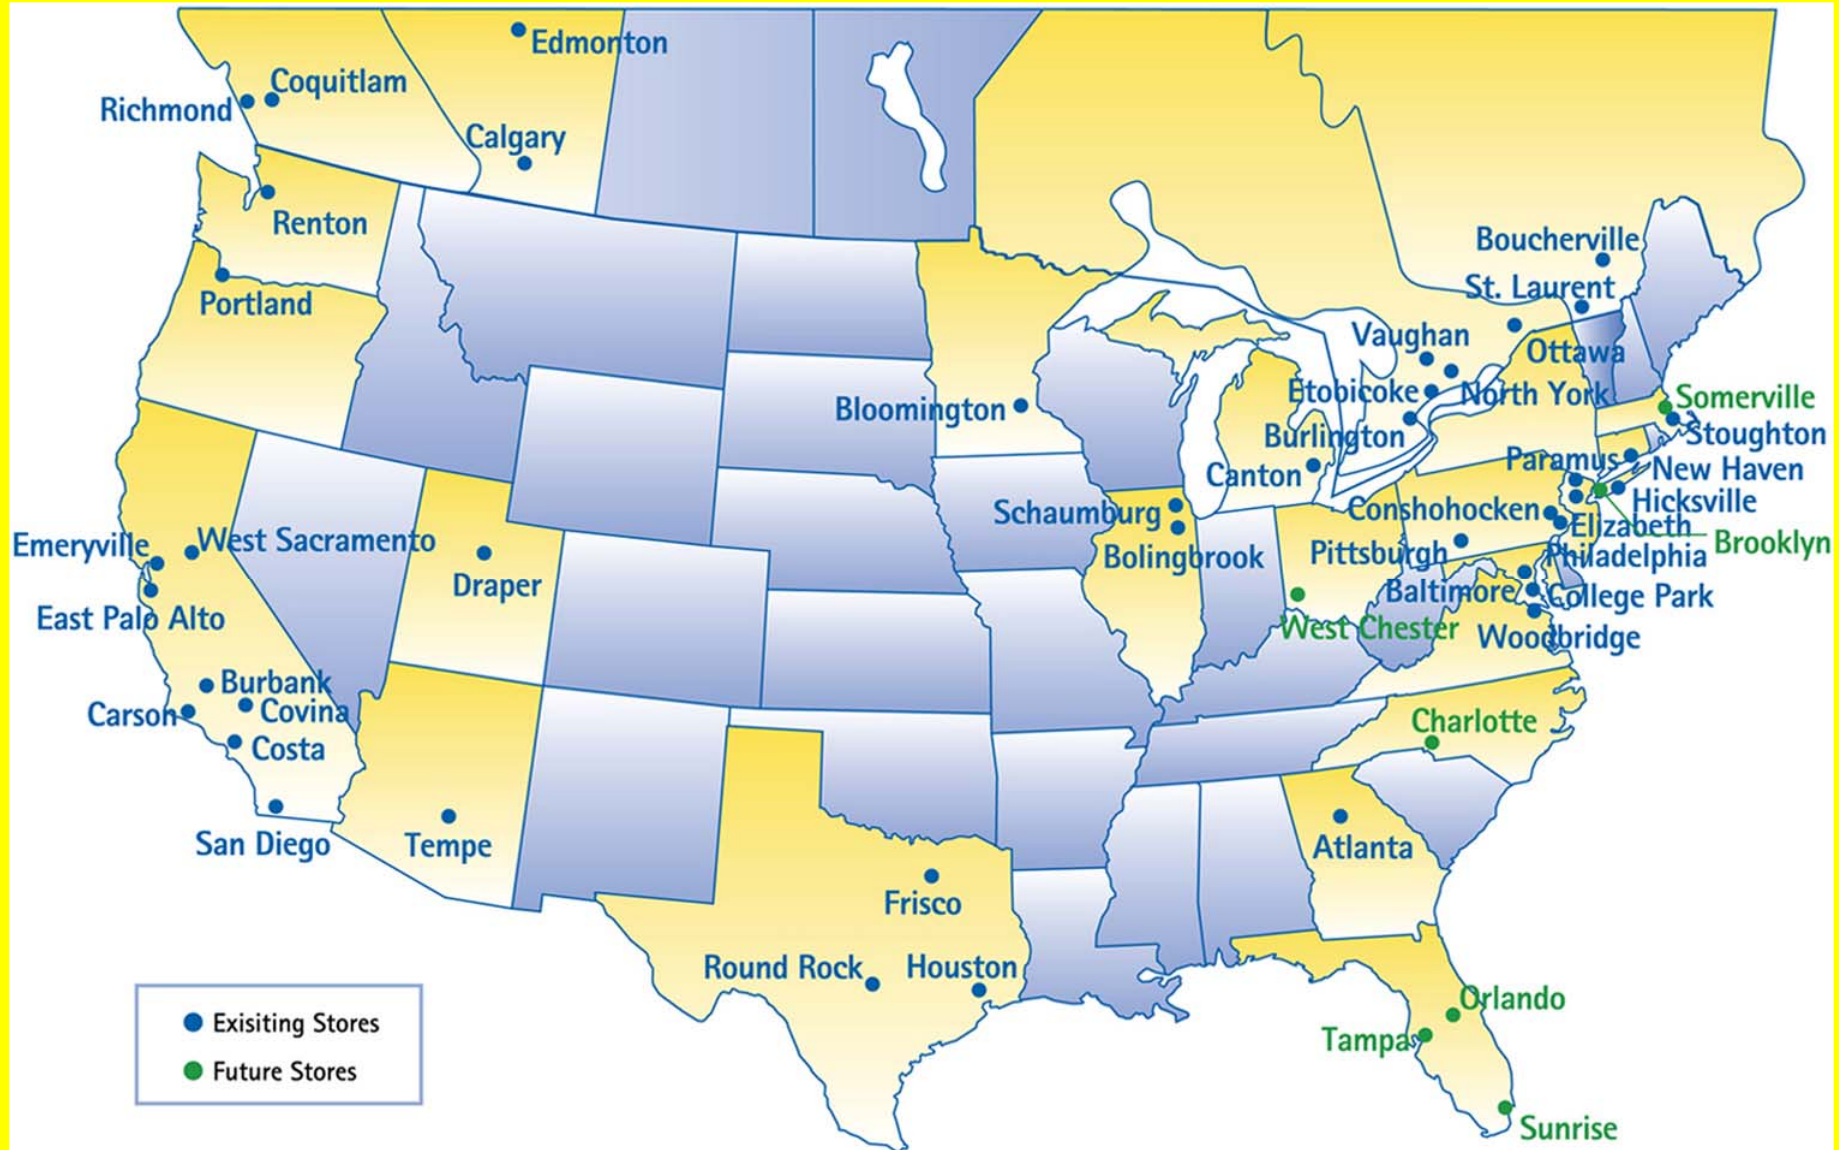 Edmonton
Coquitlam
Richmond
Calgary
Renton
Portland
Boucherville
St. Laurent
Vaughan
Ottawa
Etobicoke
North York
Somerville
Bloomington
Burlington
Stoughton
Canton
Paramus
New Haven
Schaumburg
Conshohocken
Hicksville
Elizabeth
Brooklyn
Emeryville
West Sacramento
Bolingbrook
Pittsburgh
Philadelphia
Draper
Baltimore
College Park
East Palo Alto
West Chester
Woodbridge
Burbank
Carson
Covina
Costa
Charlotte
San Diego
Tempe
Atlanta
Frisco
Round Rock
Houston
Orlando
Exisiting Stores
Tampa
Future Stores
Sunrise